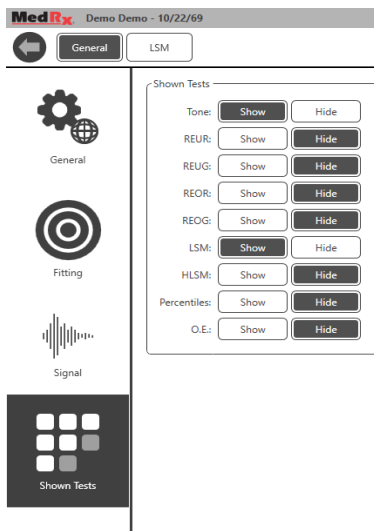 MedRx. Demo Demo - 10/22/69
General LSM
Shown Tests
Tone: Show Hide
REUR: Show Hide
General
REUG: Show Hide
REOR: Show Hide
REOG: Show Hide
LSM: Show Hide
Fitting
HLSM: Show Hide
Percentiles: Show Hide
O.E.: Show Hide
Signal
Shown Tests